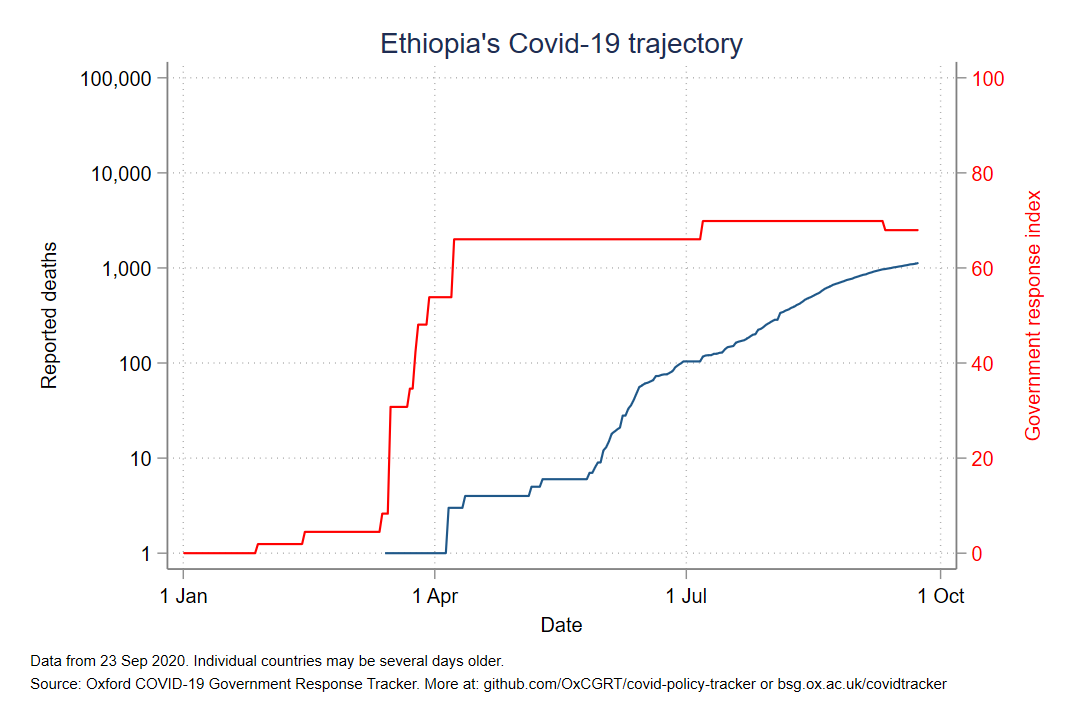 Ethiopia's Covid-19 trajectory
100,000
10,000
1,000
100
10
1
Reported deaths
100
80
60
40
20
0
Government response index
1 Jan
1 Apr
1 Jul
1 Oct
Date
Data from 23 Sep 2020. Individual countries may be several days older.
Source: Oxford COVID-19 Government Response Tracker. More at: github.com/OxCGRT/covid-policy-tracker or bsg.ox.ac.uk/covidtracker